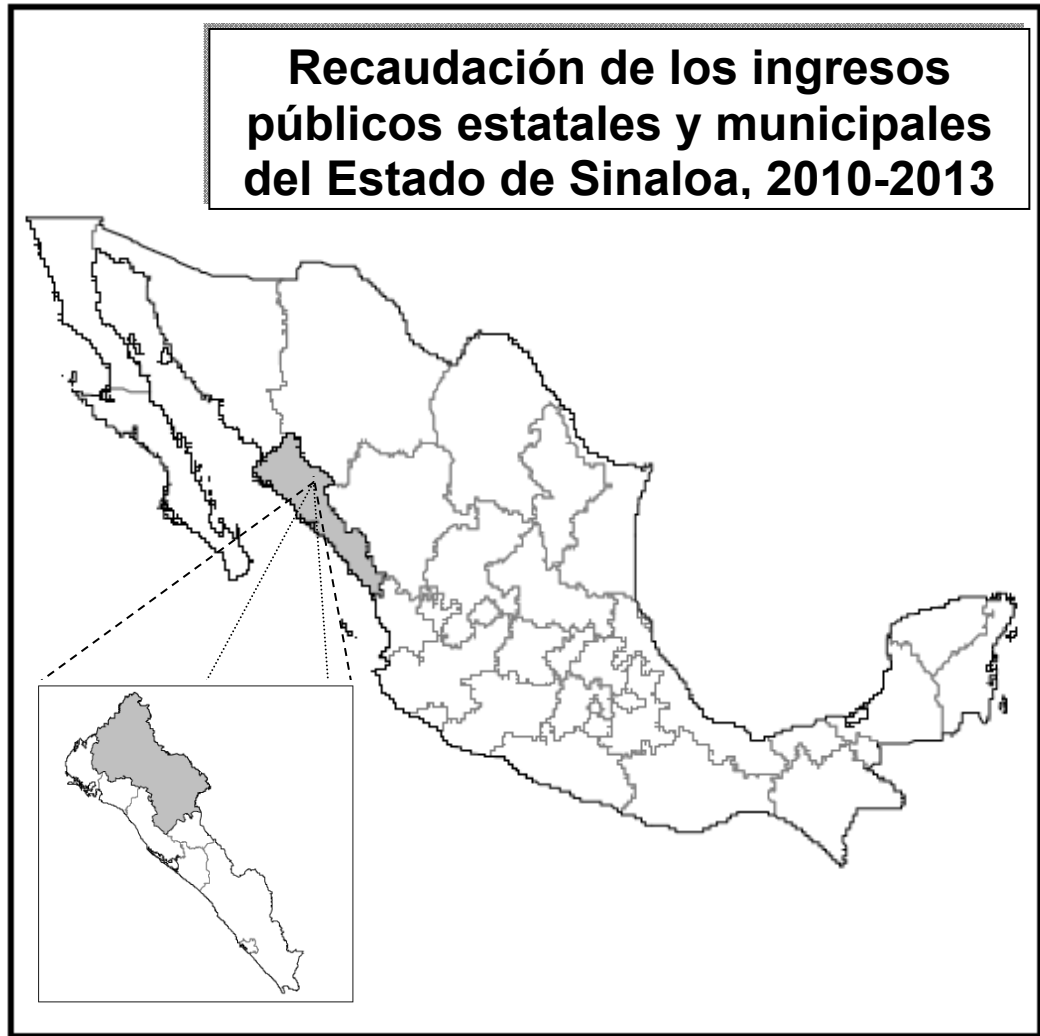 Recaudación de los ingresos
públicos estatales y municipales
del Estado de Sinaloa, 2010-2013